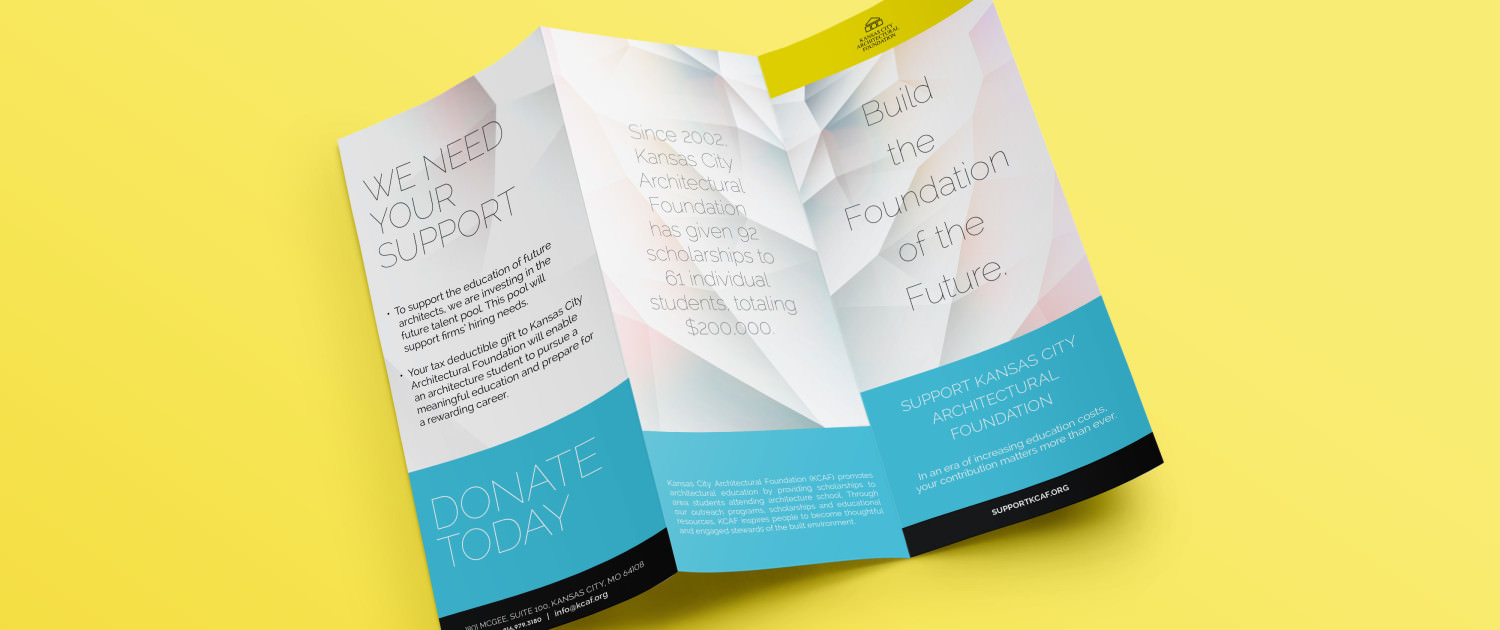 WE NEED
YOUR
SUPPORT
• To support the education of future
architects, we are investing in the
future talent pool. This pool will
support firms' hiring needs.
• Your tax deductible gift to Kansas City
Architectural Foundation will enable
an architecture student to pursue a
meaningful education and prepare for
a rewarding career.
DONATE
TODAY
1801 MCGEE, SUITE 100, KANSAS CITY, MO 64108
.979.3180 | info@kcaf.org
Since 2002,
Kansas City
Architectural
Foundation
has given 92
scholarships to
61 individual
students, totaling
$200,000.
Kansas City Architectural Foundation (KCAF) promotes
architectural education by providing scholarships to
area students attending architecture school. Through
our outreach programs, scholarships and educational
resources, KCAF inspires people to become thoughtful
and engaged stewards of the built environment.
KANSAS CITY
ARCHITECTURAL
FOUNDATION
Build
the
Foundation
of the
Future.
SUPPORT KANSAS CITY
ARCHITECTURAL
FOUNDATION
In an era of increasing education costs,
your contribution matters more than ever.
SUPPORTKCAF.ORG